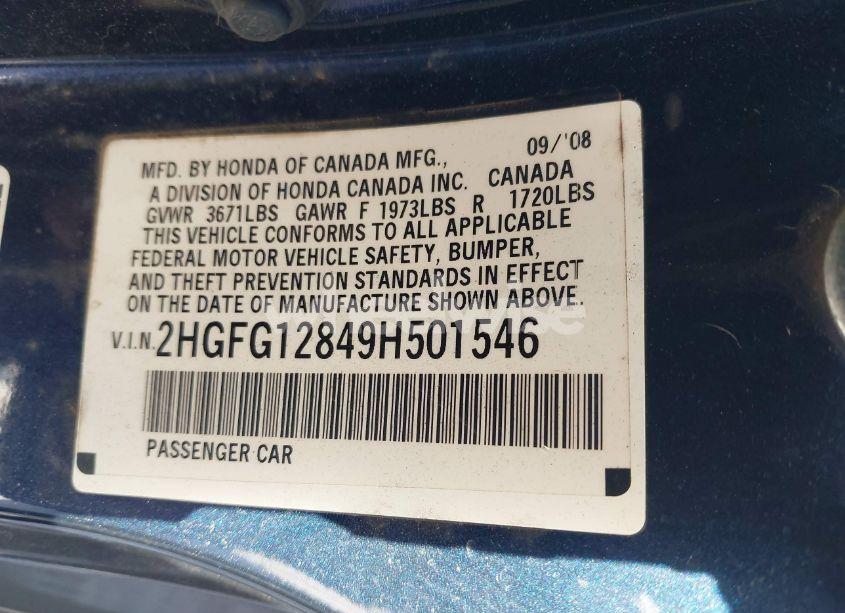 09/'08
MFD. BY HONDA OF CANADA MFG.,
A DIVISION OF HONDA CANADA INC. CANADA
GVWR 3671LBS GAWR F 1973LBS R 1720LBS
THIS VEHICLE CONFORMS TO ALL APPLICABLE
FEDERAL MOTOR VEHICLE SAFETY, BUMPER,
AND THEFT PREVENTION STANDARDS IN EFFECT
ON THE DATE OF MANUFACTURE SHOWN ABOVE.
V.I.N. 2HGFG12849H501546
PASSENGER CAR